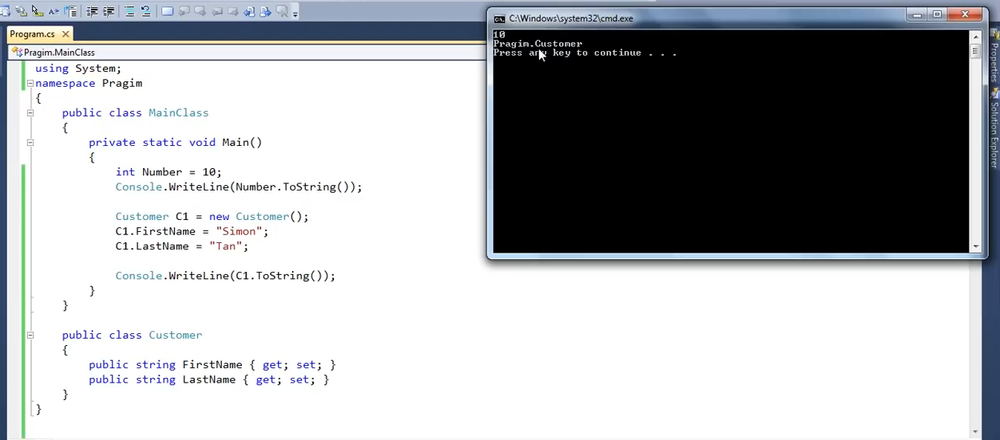 Program.cs
Pragim.MainClass
using System;
namespace Pragim
{
public class MainClass
{
private static void Main()
{
int Number = 10;
Console.WriteLine(Number.ToString());
Customer C1 = new Customer();
C1.FirstName = "Simon";
C1.LastName = "Tan";
Console.WriteLine(C1.ToString());
}
}
public class Customer
{
public string FirstName { get; set; }
public string LastName { get; set; }
}
}
C:\Windows\system32\cmd.exe
10
Pragim.Customer
Press any key to continue . . .
Properties
Solution Explorer